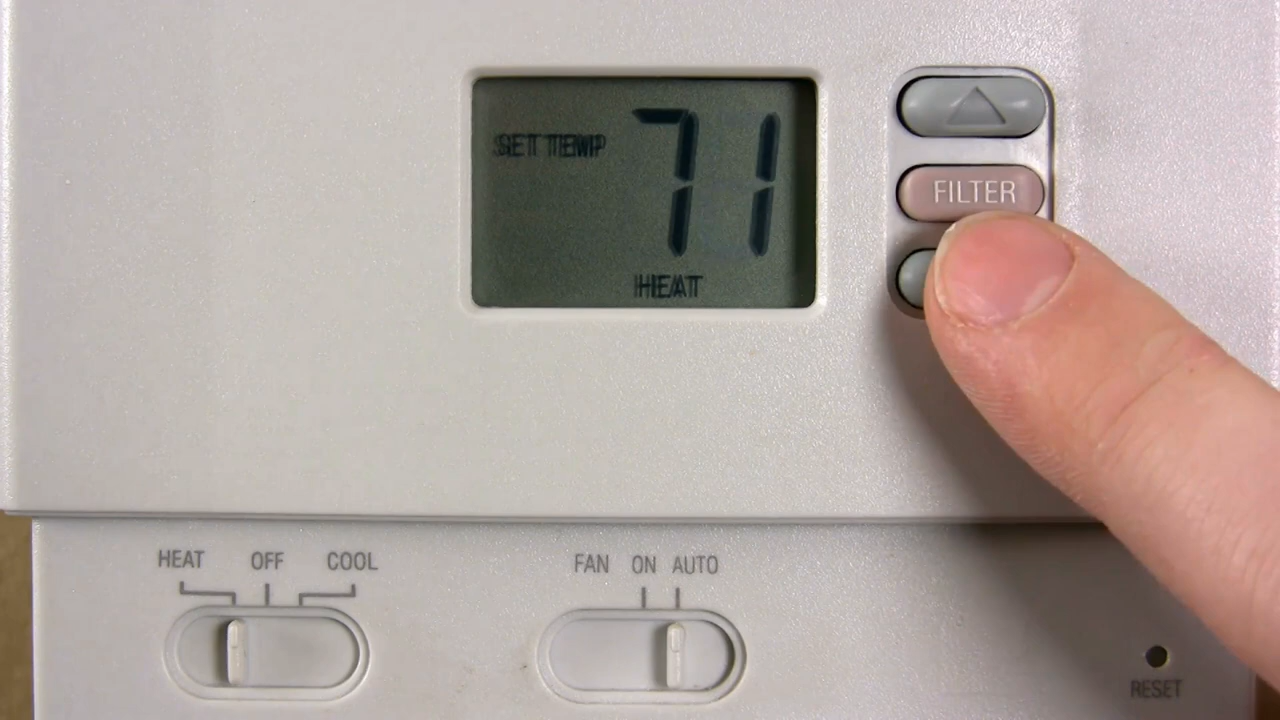 SET TEMP 71
HEAT
FILTER
HEAT OFF COOL
FAN ON AUTO
RESET